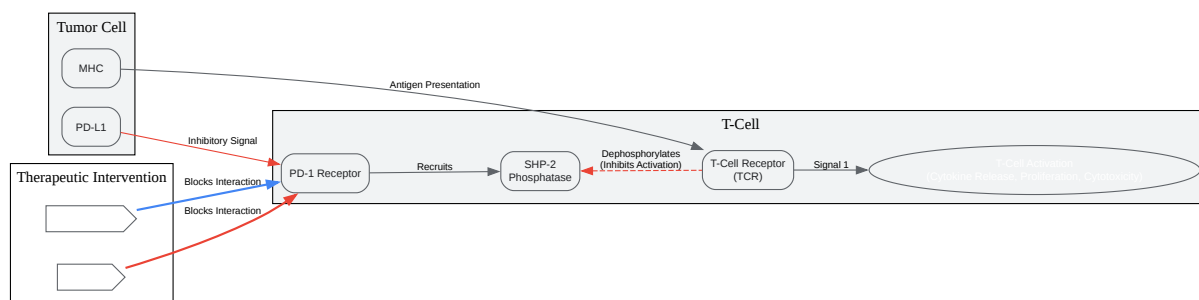 Tumor Cell
MHC
Antigen Presentation
PD-L1
Inhibitory Signal
T-Cell
PD-1 Receptor
Recruits
SHP-2
Phosphatase
Dephosphorylates
(Inhibits Activation)
T-Cell Receptor
(TCR)
Signal 1
T-Cell Activation
(Cytokine Release, Proliferation, Cytotoxicity)
Therapeutic Intervention
Blocks Interaction
Blocks Interaction